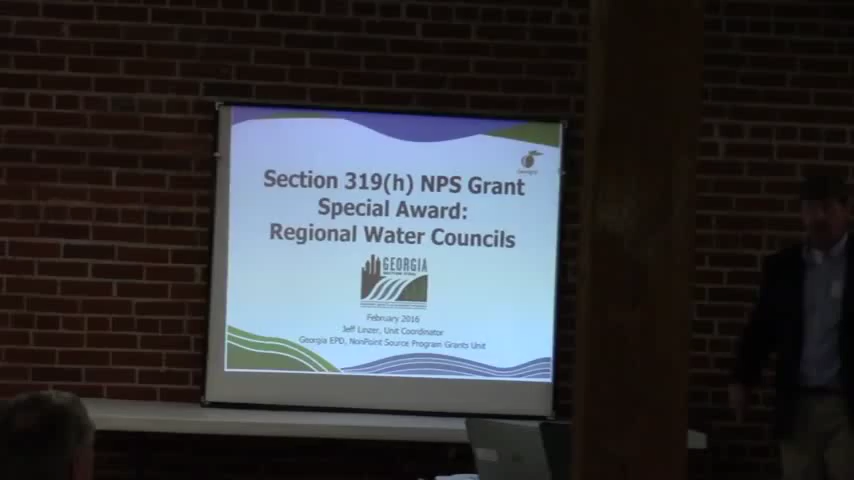 Georgia
Section 319(h) NPS Grant
Special Award:
Regional Water Councils
GEORGIA
February 2016
Jeff Linzer, Unit Coordinator
Georgia EPD, NonPoint Source Program Grants Unit